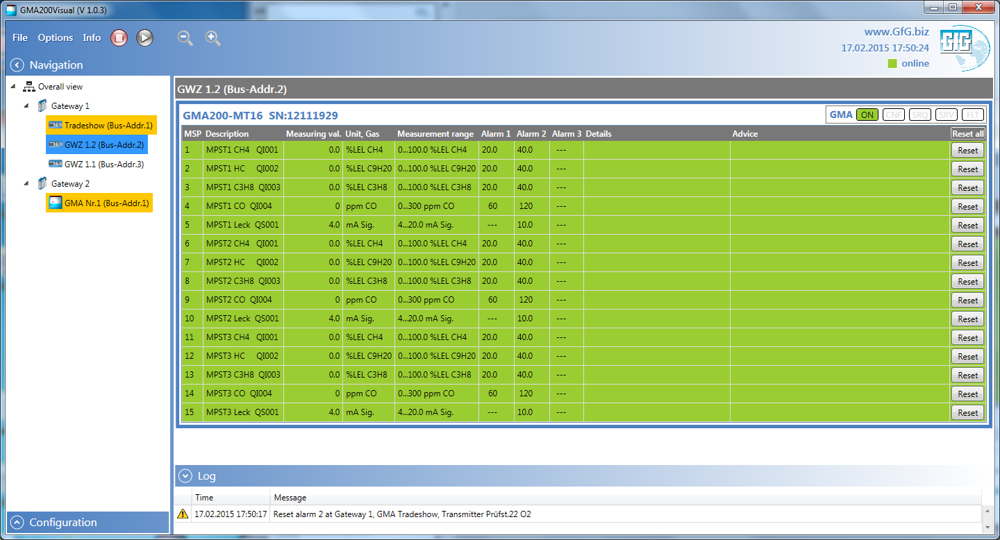 GMA200Visual (V 1.0.3)
File Options Info
www.GfG.biz
17.02.2015 17:50:24
online
GfG
Navigation
Overall view
Gateway 1
Tradeshow (Bus-Addr.1)
GWZ 1.2 (Bus-Addr.2)
GWZ 1.1 (Bus-Addr.3)
Gateway 2
GMA Nr.1 (Bus-Addr.1)
Configuration
GWZ 1.2 (Bus-Addr.2)
GMA200-MT16 SN:12111929
GMA ON CNF SRQ SRV FLT
MSP Description Measuring val. Unit, Gas Measurement range Alarm 1 Alarm 2 Alarm 3 Details Advice Reset all
1 MPST1 CH4 QI001 0.0 %LEL CH4 0...100.0 %LEL CH4 20.0 40.0 --- Reset
2 MPST1 HC QI002 0.0 %LEL C9H20 0...100.0 %LEL C9H20 20.0 40.0 --- Reset
3 MPST1 C3H8 QI003 0.0 %LEL C3H8 0...100.0 %LEL C3H8 20.0 40.0 --- Reset
4 MPST1 CO QI004 0 ppm CO 0...300 ppm CO 60 120 --- Reset
5 MPST1 Leck QS001 4.0 mA Sig. 4...20.0 mA Sig. --- 10.0 --- Reset
6 MPST2 CH4 QI001 0.0 %LEL CH4 0...100.0 %LEL CH4 20.0 40.0 --- Reset
7 MPST2 HC QI002 0.0 %LEL C9H20 0...100.0 %LEL C9H20 20.0 40.0 --- Reset
8 MPST2 C3H8 QI003 0.0 %LEL C3H8 0...100.0 %LEL C3H8 20.0 40.0 --- Reset
9 MPST2 CO QI004 0 ppm CO 0...300 ppm CO 60 120 --- Reset
10 MPST2 Leck QS001 4.0 mA Sig. 4...20.0 mA Sig. --- 10.0 --- Reset
11 MPST3 CH4 QI001 0.0 %LEL CH4 0...100.0 %LEL CH4 20.0 40.0 --- Reset
12 MPST3 HC QI002 0.0 %LEL C9H20 0...100.0 %LEL C9H20 20.0 40.0 --- Reset
13 MPST3 C3H8 QI003 0.0 %LEL C3H8 0...100.0 %LEL C3H8 20.0 40.0 --- Reset
14 MPST3 CO QI004 0 ppm CO 0...300 ppm CO 60 120 --- Reset
15 MPST3 Leck QS001 4.0 mA Sig. 4...20.0 mA Sig. --- 10.0 --- Reset
Log
Time Message
17.02.2015 17:50:17 Reset alarm 2 at Gateway 1, GMA Tradeshow, Transmitter Prüfst.22 O2